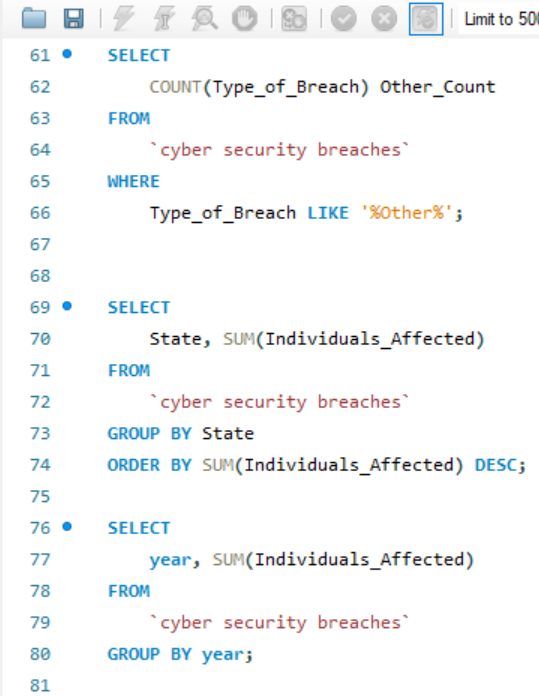 Limit to 500
61 SELECT
62 COUNT(Type_of_Breach) Other_Count
63 FROM
64 `cyber security breaches`
65 WHERE
66 Type_of_Breach LIKE '%Other%';
67
68
69 SELECT
70 State, SUM(Individuals_Affected)
71 FROM
72 `cyber security breaches`
73 GROUP BY State
74 ORDER BY SUM(Individuals_Affected) DESC;
75
76 SELECT
77 year, SUM(Individuals_Affected)
78 FROM
79 `cyber security breaches`
80 GROUP BY year;
81